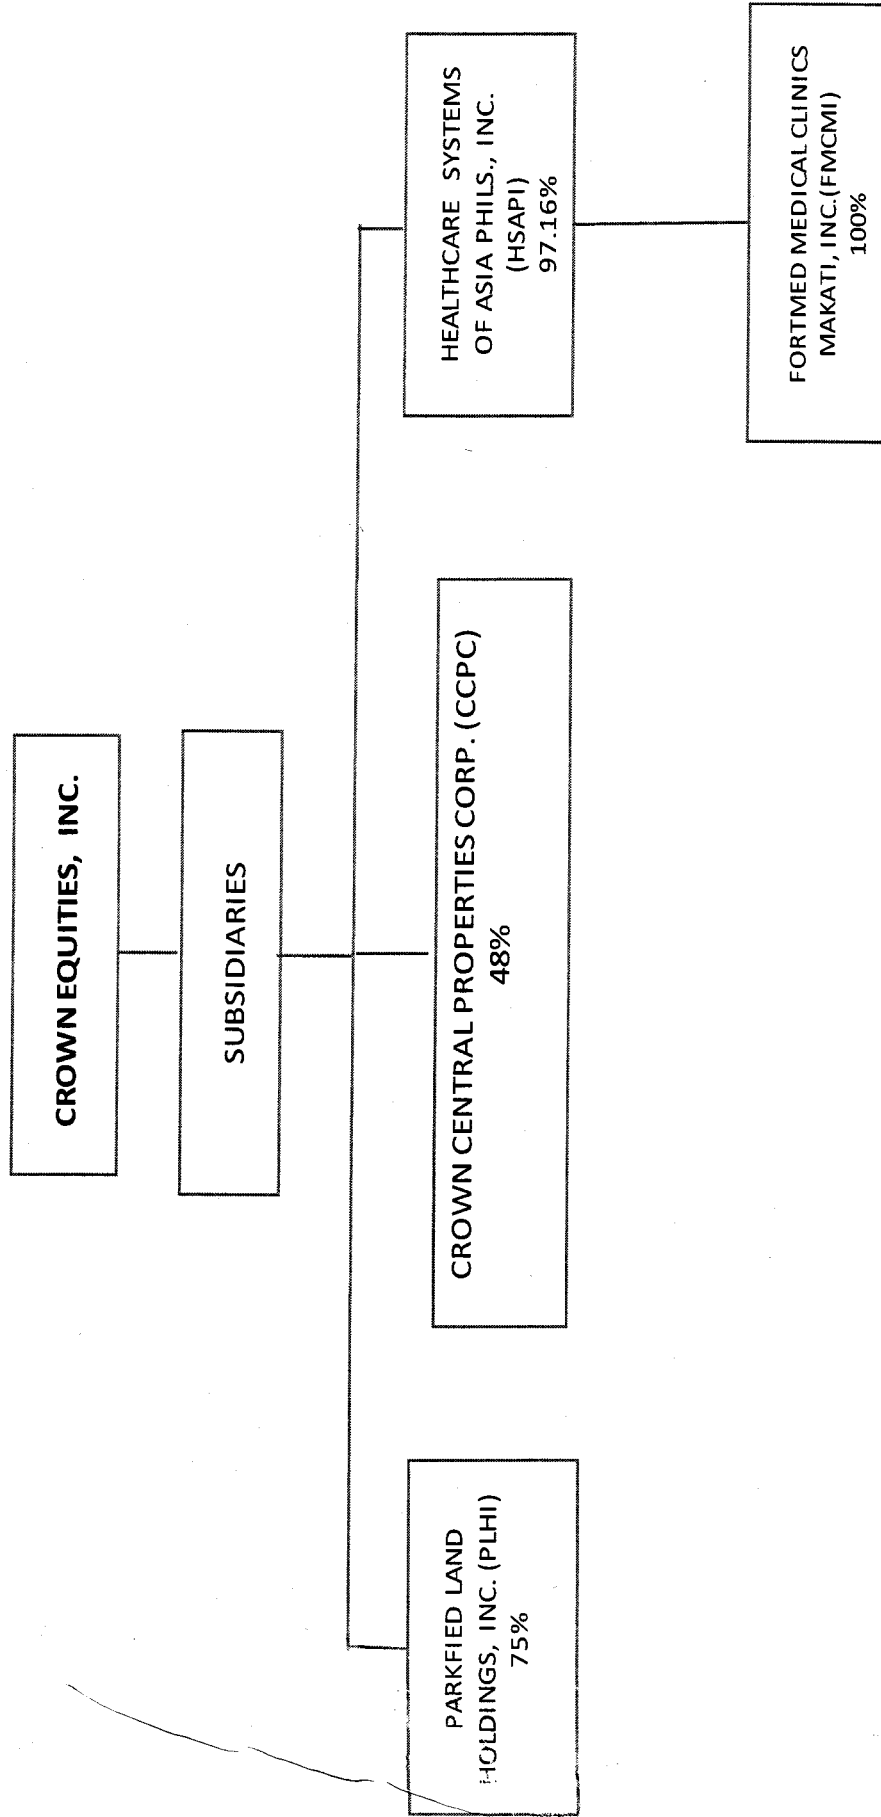 CROWN EQUITIES, INC.
SUBSIDIARIES
PARKFIED LAND
HOLDINGS, INC. (PLHI)
75%
CROWN CENTRAL PROPERTIES CORP. (CCPC)
48%
HEALTHCARE SYSTEMS
OF ASIA PHILS., INC.
(HSAPI)
97.16%
FORTMED MEDICAL CLINICS
MAKATI, INC.(FMCMI)
100%